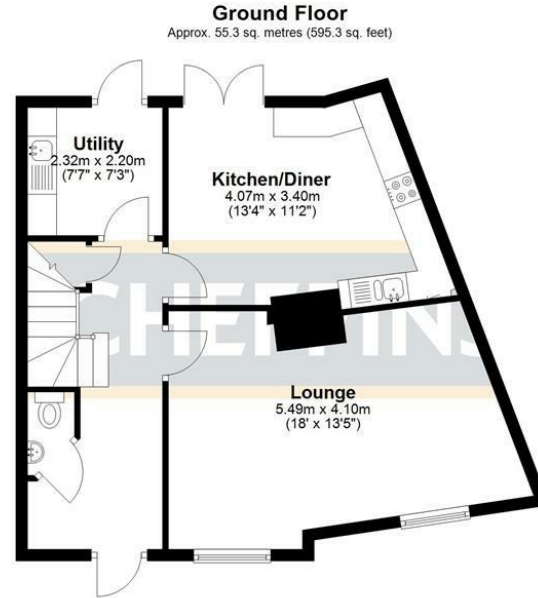 Ground Floor
Approx. 55.3 sq. metres (595.3 sq. feet)
Utility
2.32m x 2.20m
(7'7" x 7'3")
Kitchen/Diner
4.07m x 3.40m
(13'4" x 11'2")
CHEFFINS
Lounge
5.49m x 4.10m
(18' x 13'5")